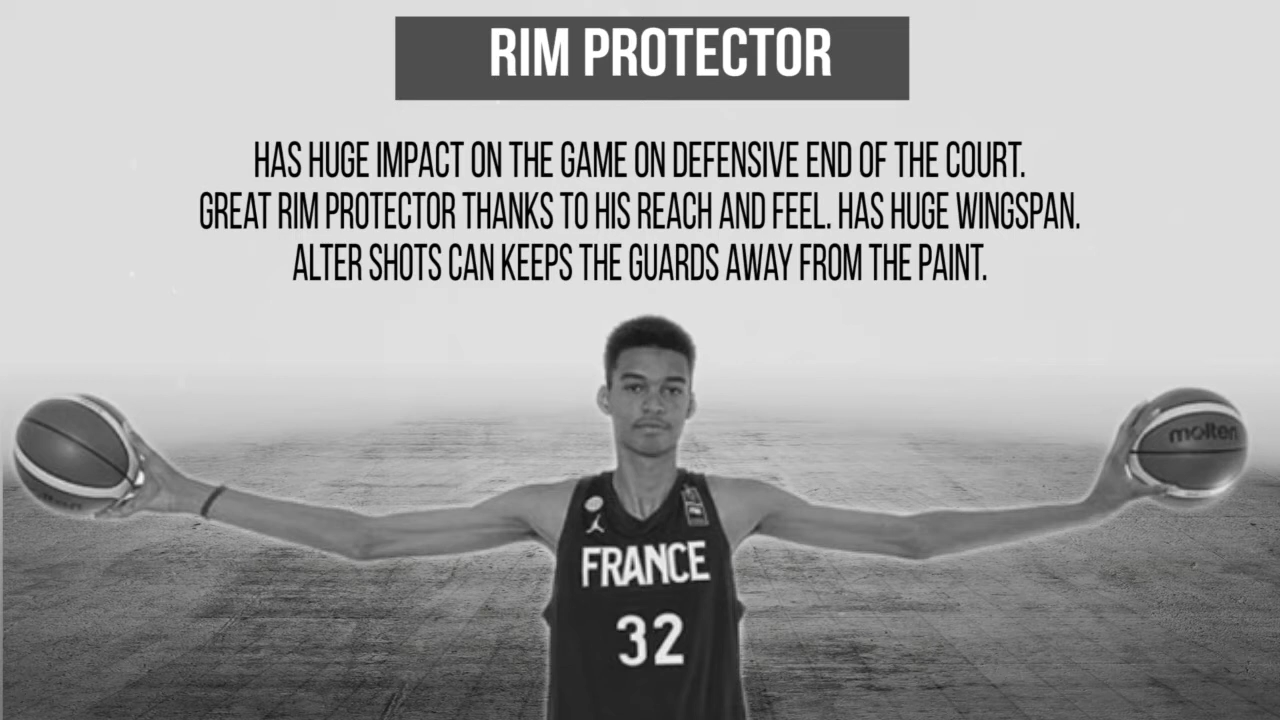 RIM PROTECTOR
HAS HUGE IMPACT ON THE GAME ON DEFENSIVE END OF THE COURT.
GREAT RIM PROTECTOR THANKS TO HIS REACH AND FEEL. HAS HUGE WINGSPAN.
ALTER SHOTS CAN KEEPS THE GUARDS AWAY FROM THE PAINT.
molten
FRANCE
32